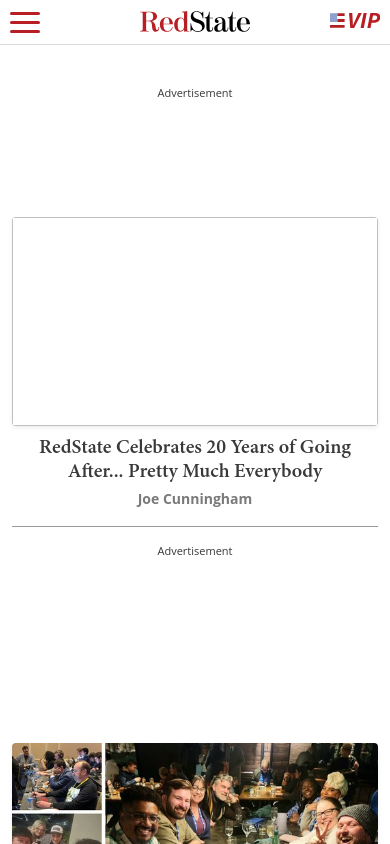 RedState
VIP
Advertisement
RedState Celebrates 20 Years of Going
After... Pretty Much Everybody
Joe Cunningham
Advertisement